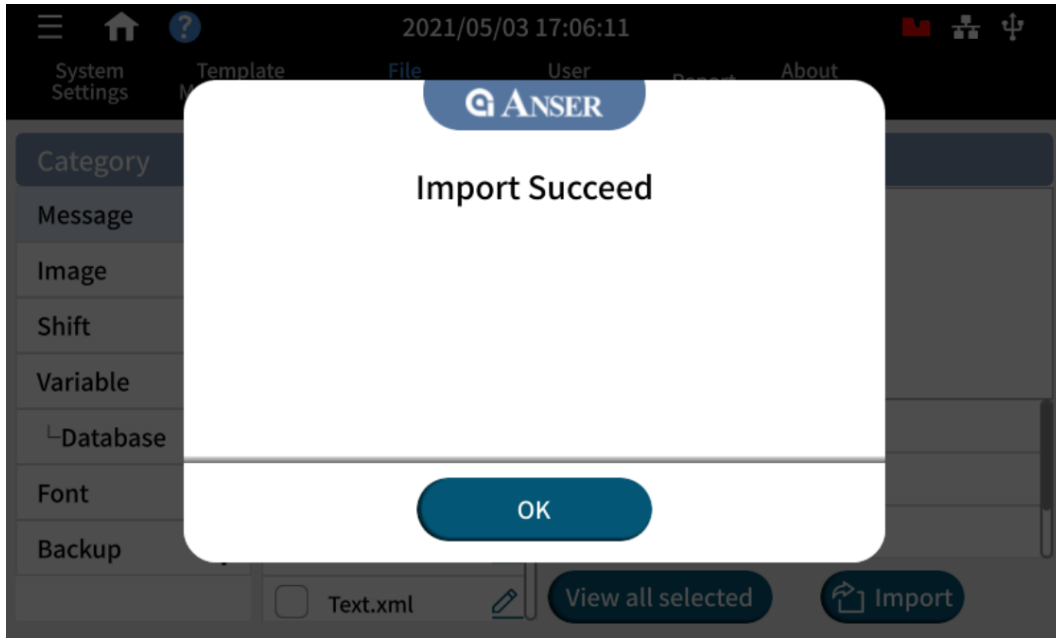 2021/05/03 17:06:11
System
Settings
Template
File
User
Report
About
ANSER
Import Succeed
OK
Category
Message
Image
Shift
Variable
Database
Font
Backup
Text.xml
View all selected
Import